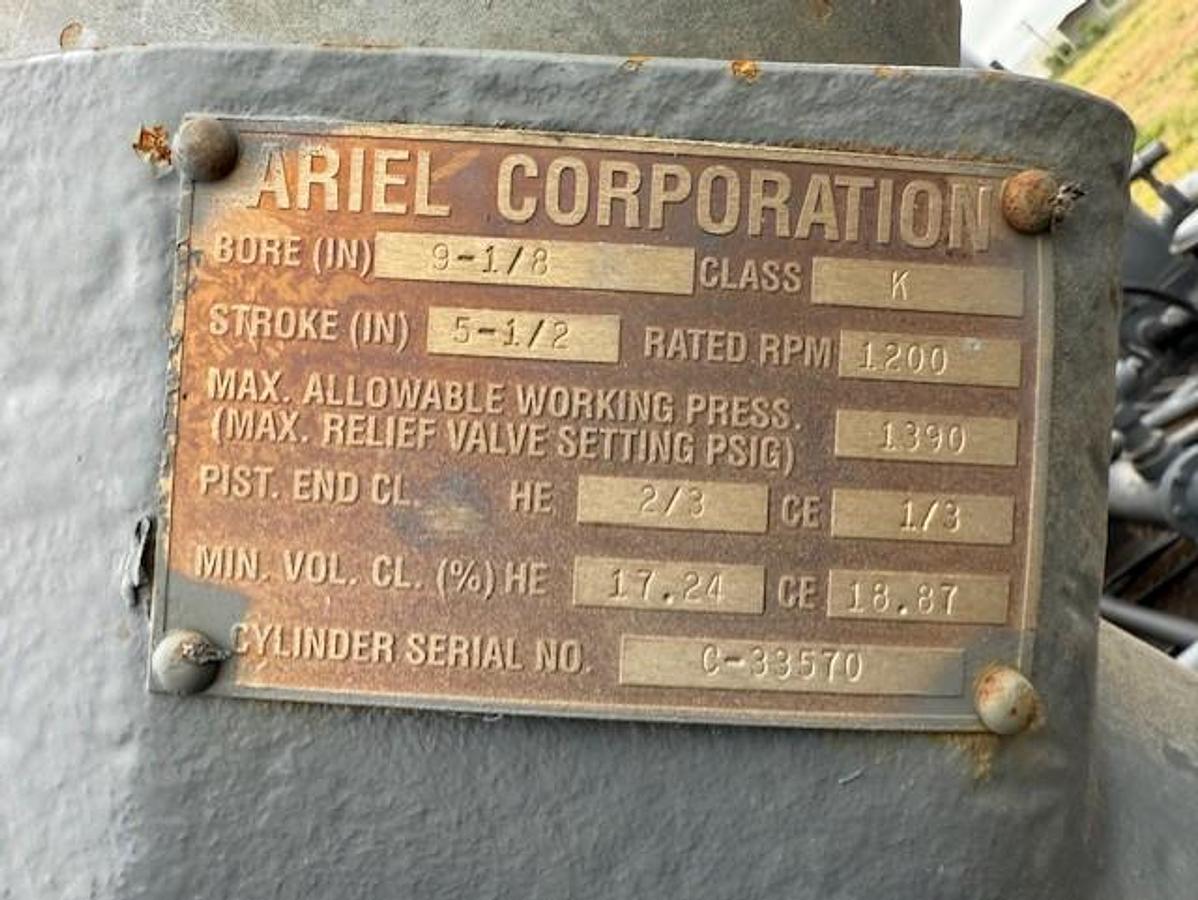 ARIEL CORPORATION
BORE (IN) 9-1/8 CLASS K
STROKE (IN) 5-1/2 RATED RPM 1200
MAX. ALLOWABLE WORKING PRESS.
(MAX. RELIEF VALVE SETTING PSIG) 1390
PIST. END CL. HE 2/3 CE 1/3
MIN. VOL. CL. (%) HE 17.24 CE 18.87
CYLINDER SERIAL NO. C-33570